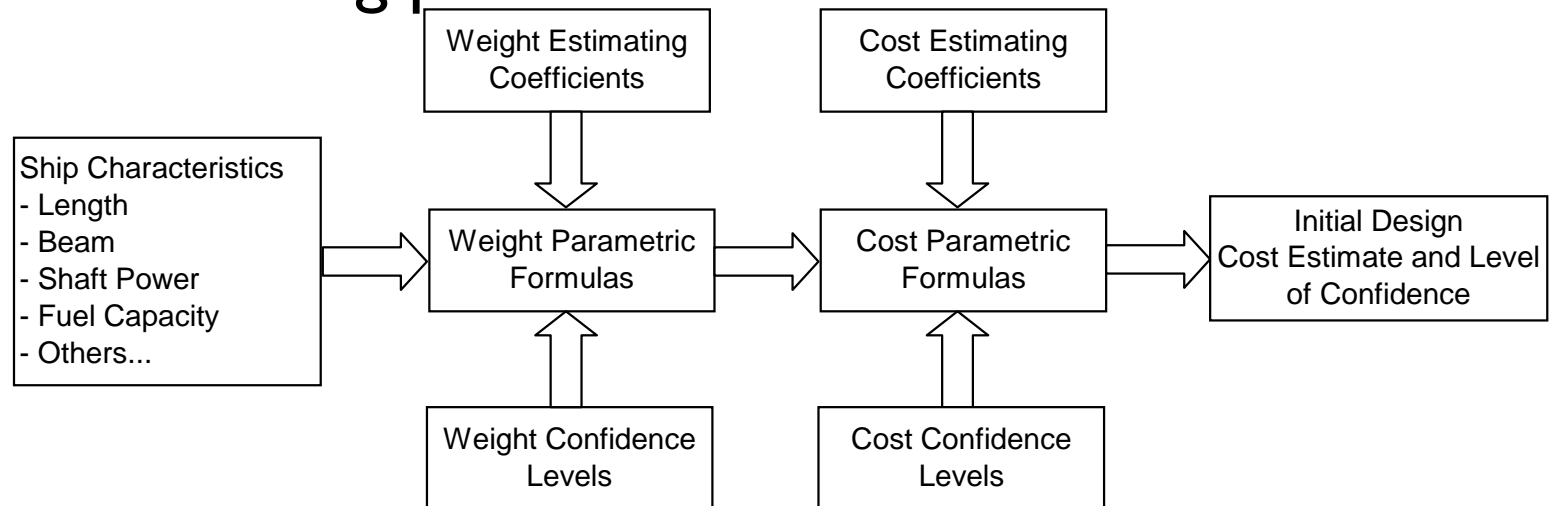 Weight Estimating
Coefficients
Cost Estimating
Coefficients
Ship Characteristics
- Length
- Beam
- Shaft Power
- Fuel Capacity
- Others...
Weight Parametric
Formulas
Cost Parametric
Formulas
Initial Design
Cost Estimate and Level
of Confidence
Weight Confidence
Levels
Cost Confidence
Levels